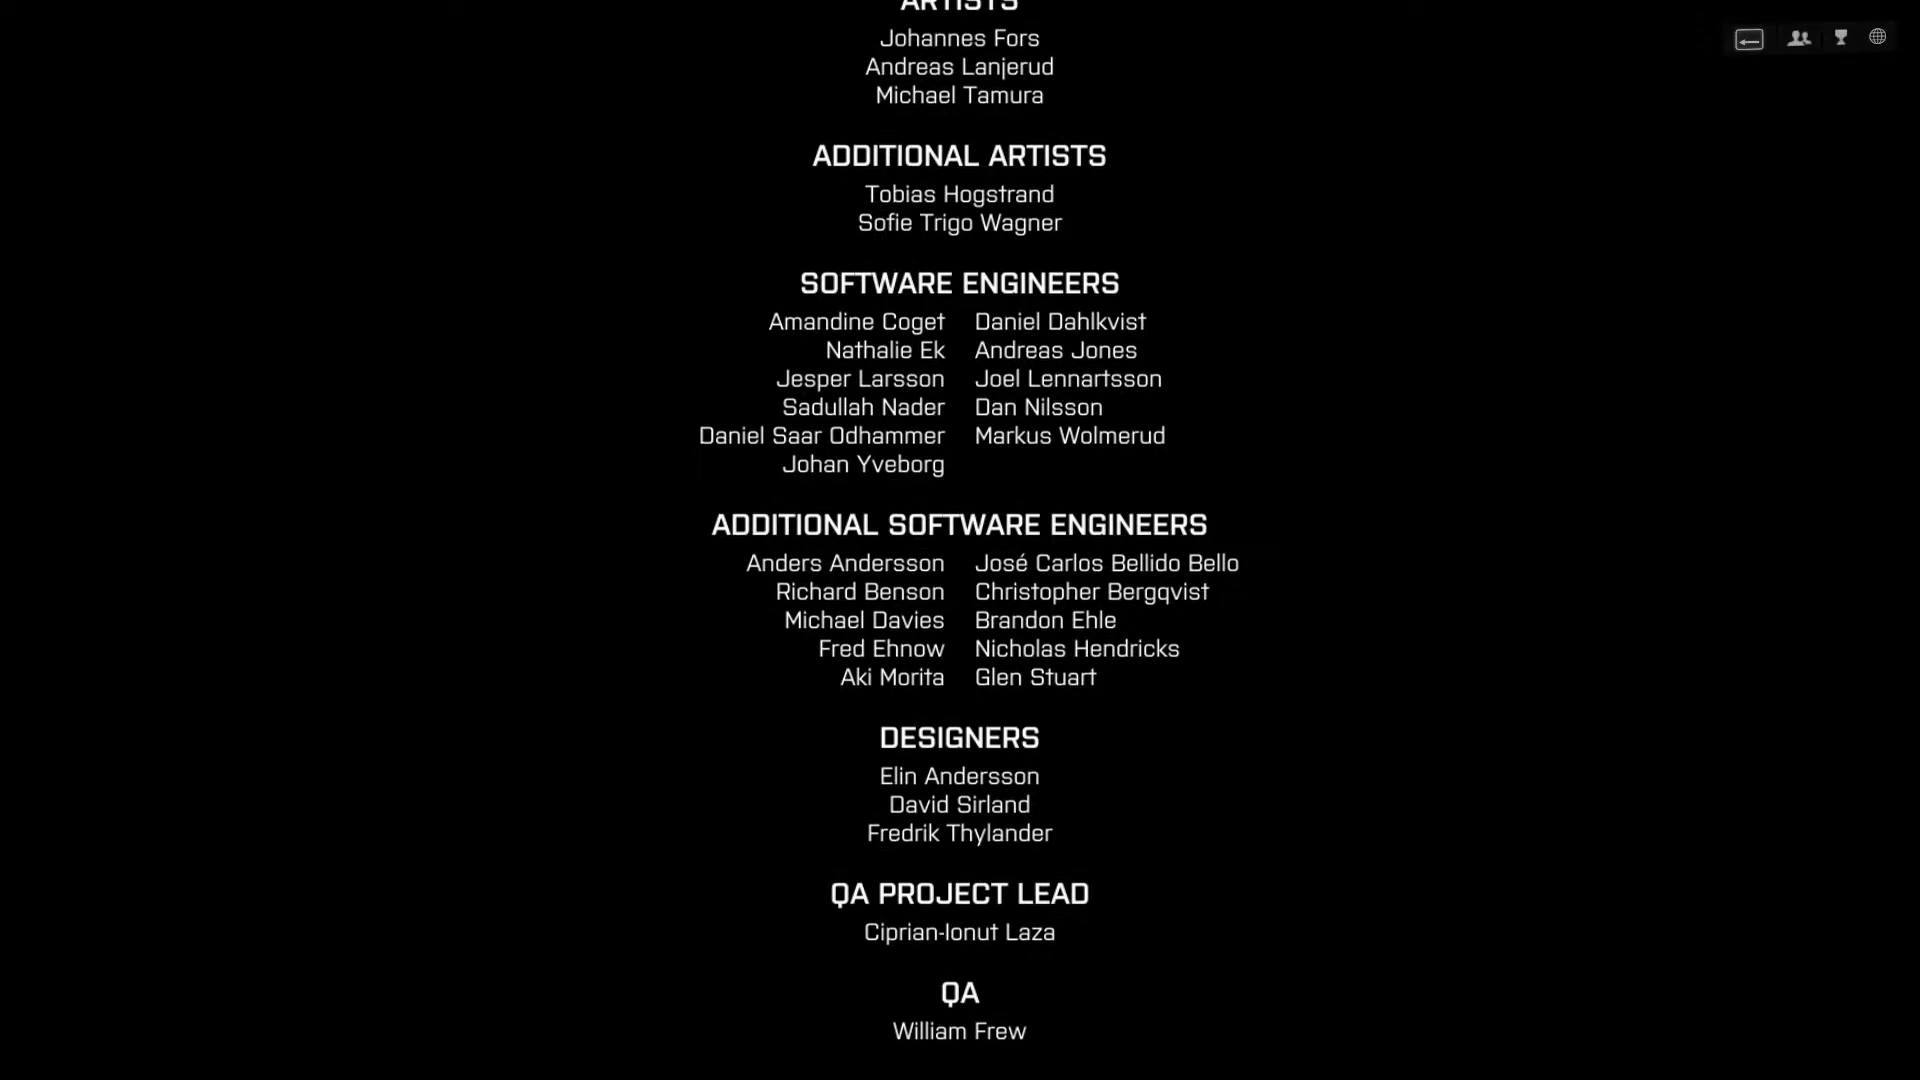 ARTISTS
Johannes Fors
Andreas Lanjerud
Michael Tamura
ADDITIONAL ARTISTS
Tobias Hogstrand
Sofie Trigo Wagner
SOFTWARE ENGINEERS
Amandine Coget Daniel Dahlkvist
Nathalie Ek Andreas Jones
Jesper Larsson Joel Lennartsson
Sadullah Nader Dan Nilsson
Daniel Saar Odhammer Markus Wolmerud
Johan Yveborg
ADDITIONAL SOFTWARE ENGINEERS
Anders Andersson José Carlos Bellido Bello
Richard Benson Christopher Bergqvist
Michael Davies Brandon Ehle
Fred Ehnow Nicholas Hendricks
Aki Morita Glen Stuart
DESIGNERS
Elin Andersson
David Sirland
Fredrik Thylander
QA PROJECT LEAD
Ciprian-Ionut Laza
QA
William Frew